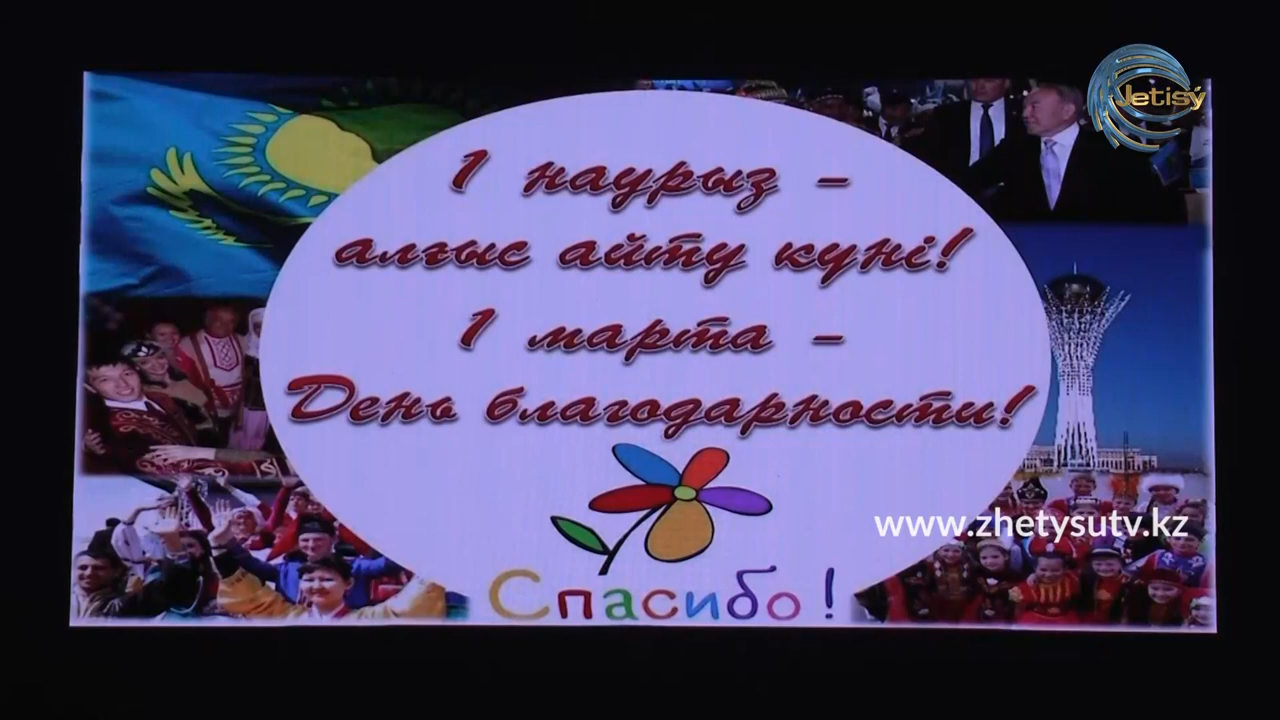 Jetisý
1 наурыз –
алғыс айту күні!
1 марта –
День благодарности!
www.zhetysutv.kz
Спасибо!